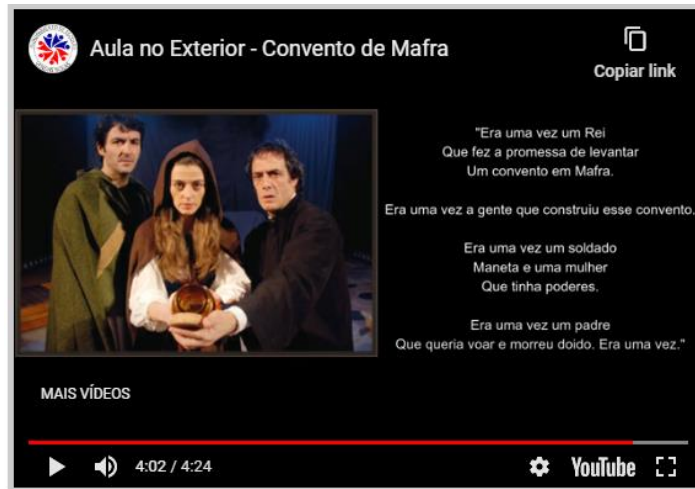 Aula no Exterior - Convento de Mafra
Copiar link
"Era uma vez um Rei
Que fez a promessa de levantar
Um convento em Mafra.
Era uma vez a gente que construiu esse convento.
Era uma vez um soldado
Maneta e uma mulher
Que tinha poderes.
Era uma vez um padre
Que queria voar e morreu doido. Era uma vez."
MAIS VÍDEOS
4:02 / 4:24
YouTube